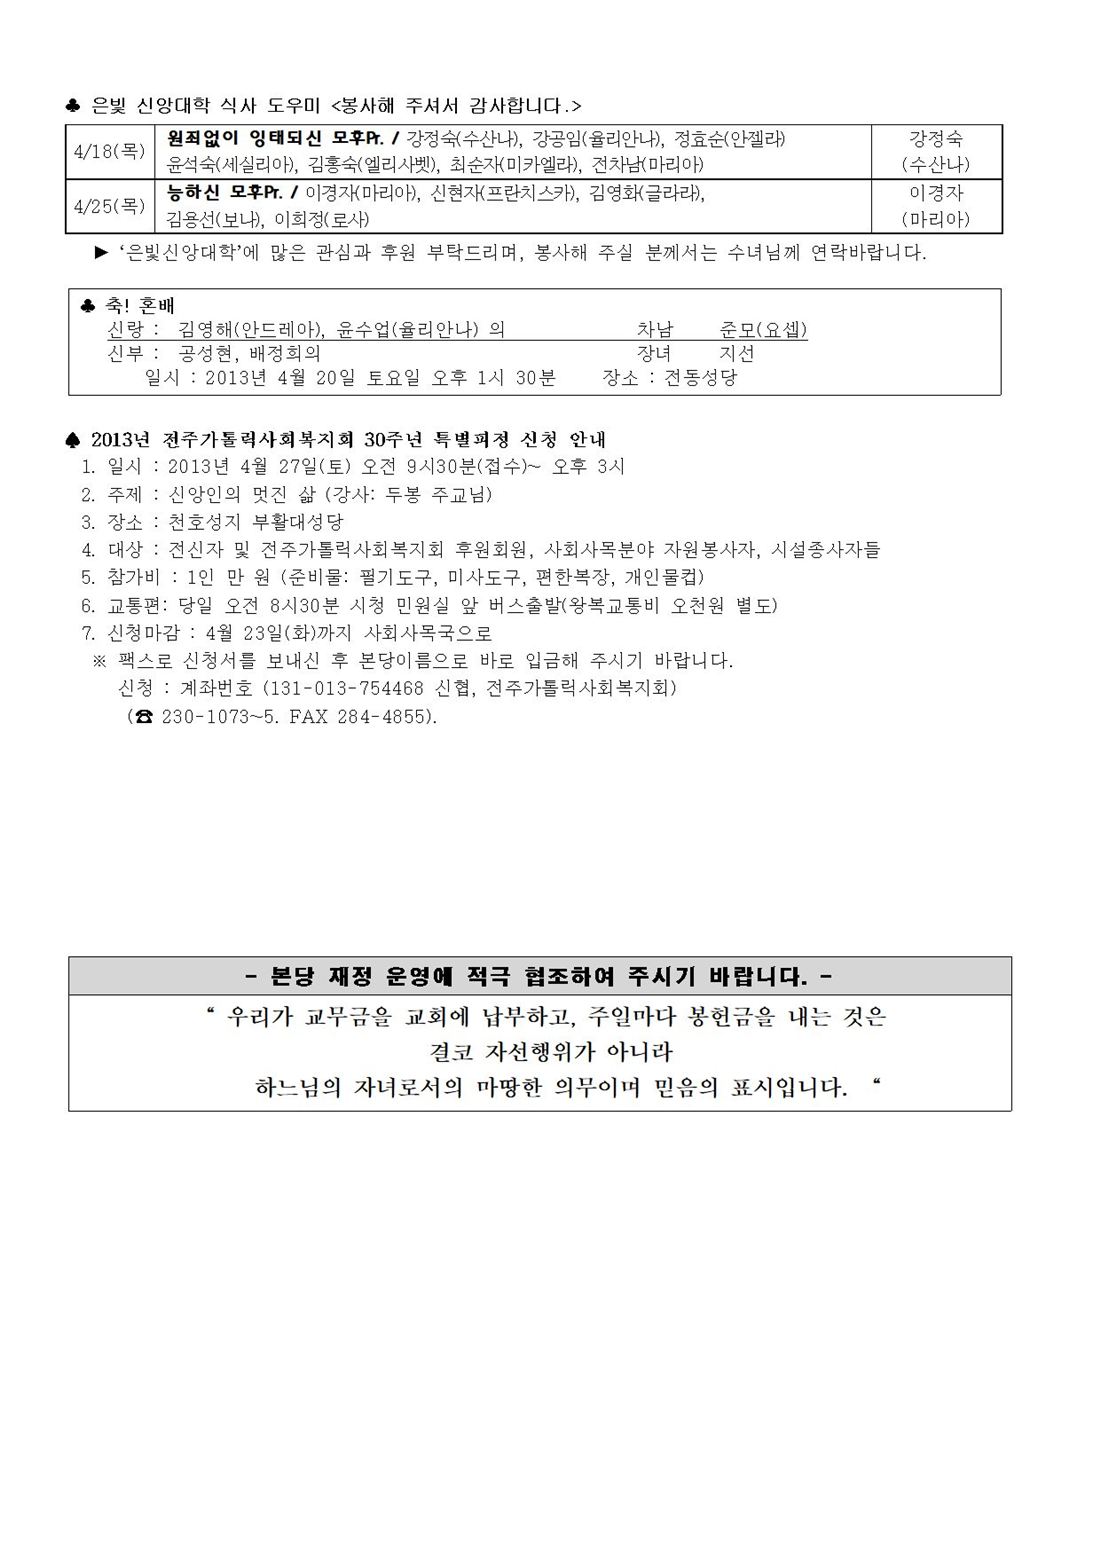 ♣ 은빛 신앙대학 식사 도우미 <봉사해 주셔서 감사합니다.>
4/18(목) 원죄없이 잉태되신 모후Pr. / 강정숙(수산나), 강공임(율리안나), 정효순(안젤라) 강정숙
윤석숙(세실리아), 김홍숙(엘리사벳), 최순자(미카엘라), 전차남(마리아) (수산나)
4/25(목) 능하신 모후Pr. / 이경자(마리아), 신현자(프란치스카), 김영화(글라라), 이경자
김용선(보나), 이희정(로사) (마리아)
► ‘은빛신앙대학’에 많은 관심과 후원 부탁드리며, 봉사해 주실 분께서는 수녀님께 연락바랍니다.
♣ 축! 혼배
신랑 : 김영해(안드레아), 윤수업(율리안나) 의 차남 준모(요셉)
신부 : 공성현, 배정희의 장녀 지선
일시 : 2013년 4월 20일 토요일 오후 1시 30분 장소 : 전동성당
♠ 2013년 전주가톨릭사회복지회 30주년 특별피정 신청 안내
1. 일시 : 2013년 4월 27일(토) 오전 9시30분(접수)~ 오후 3시
2. 주제 : 신앙인의 멋진 삶 (강사: 두봉 주교님)
3. 장소 : 천호성지 부활대성당
4. 대상 : 전신자 및 전주가톨릭사회복지회 후원회원, 사회사목분야 자원봉사자, 시설종사자들
5. 참가비 : 1인 만 원 (준비물: 필기도구, 미사도구, 편한복장, 개인물컵)
6. 교통편: 당일 오전 8시30분 시청 민원실 앞 버스출발(왕복교통비 오천원 별도)
7. 신청마감 : 4월 23일(화)까지 사회사목국으로
※ 팩스로 신청서를 보내신 후 본당이름으로 바로 입금해 주시기 바랍니다.
신청 : 계좌번호 (131-013-754468 신협, 전주가톨릭사회복지회)
(☎ 230-1073~5. FAX 284-4855).
- 본당 재정 운영에 적극 협조하여 주시기 바랍니다. -
“ 우리가 교무금을 교회에 납부하고, 주일마다 봉헌금을 내는 것은
결코 자선행위가 아니라
하느님의 자녀로서의 마땅한 의무이며 믿음의 표시입니다. “